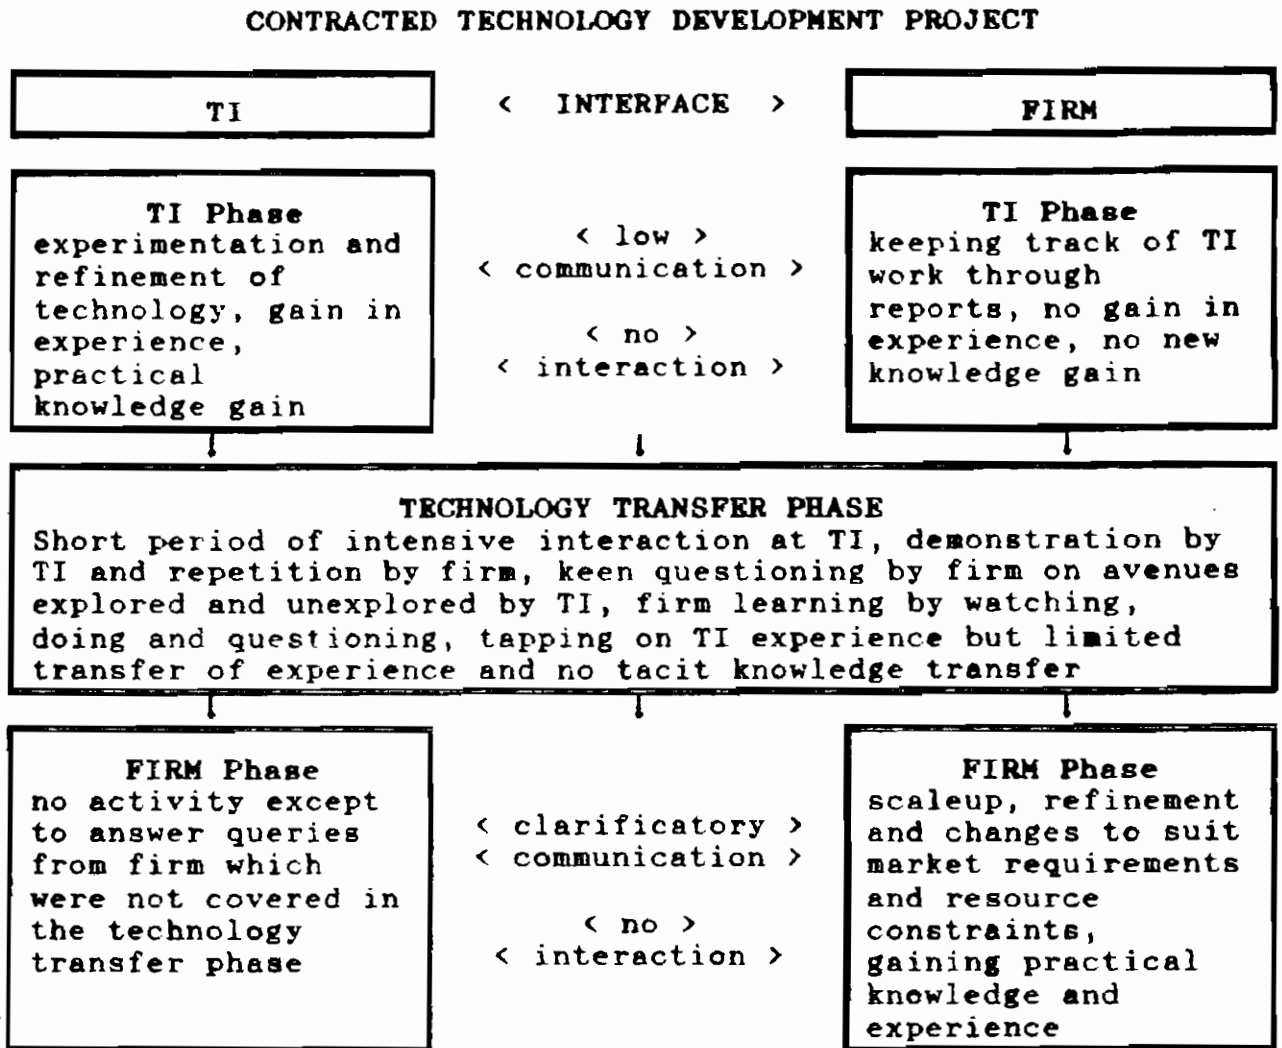 CONTRACTED TECHNOLOGY DEVELOPMENT PROJECT
TI
< INTERFACE >
FIRM
TI Phase
experimentation and
refinement of
technology, gain in
experience,
practical
knowledge gain
< low >
< communication >
< no >
< interaction >
TI Phase
keeping track of TI
work through
reports, no gain in
experience, no new
knowledge gain
TECHNOLOGY TRANSFER PHASE
Short period of intensive interaction at TI, demonstration by
TI and repetition by firm, keen questioning by firm on avenues
explored and unexplored by TI, firm learning by watching,
doing and questioning, tapping on TI experience but limited
transfer of experience and no tacit knowledge transfer
FIRM Phase
no activity except
to answer queries
from firm which
were not covered in
the technology
transfer phase
< clarificatory >
< communication >
< no >
< interaction >
FIRM Phase
scaleup, refinement
and changes to suit
market requirements
and resource
constraints,
gaining practical
knowledge and
experience